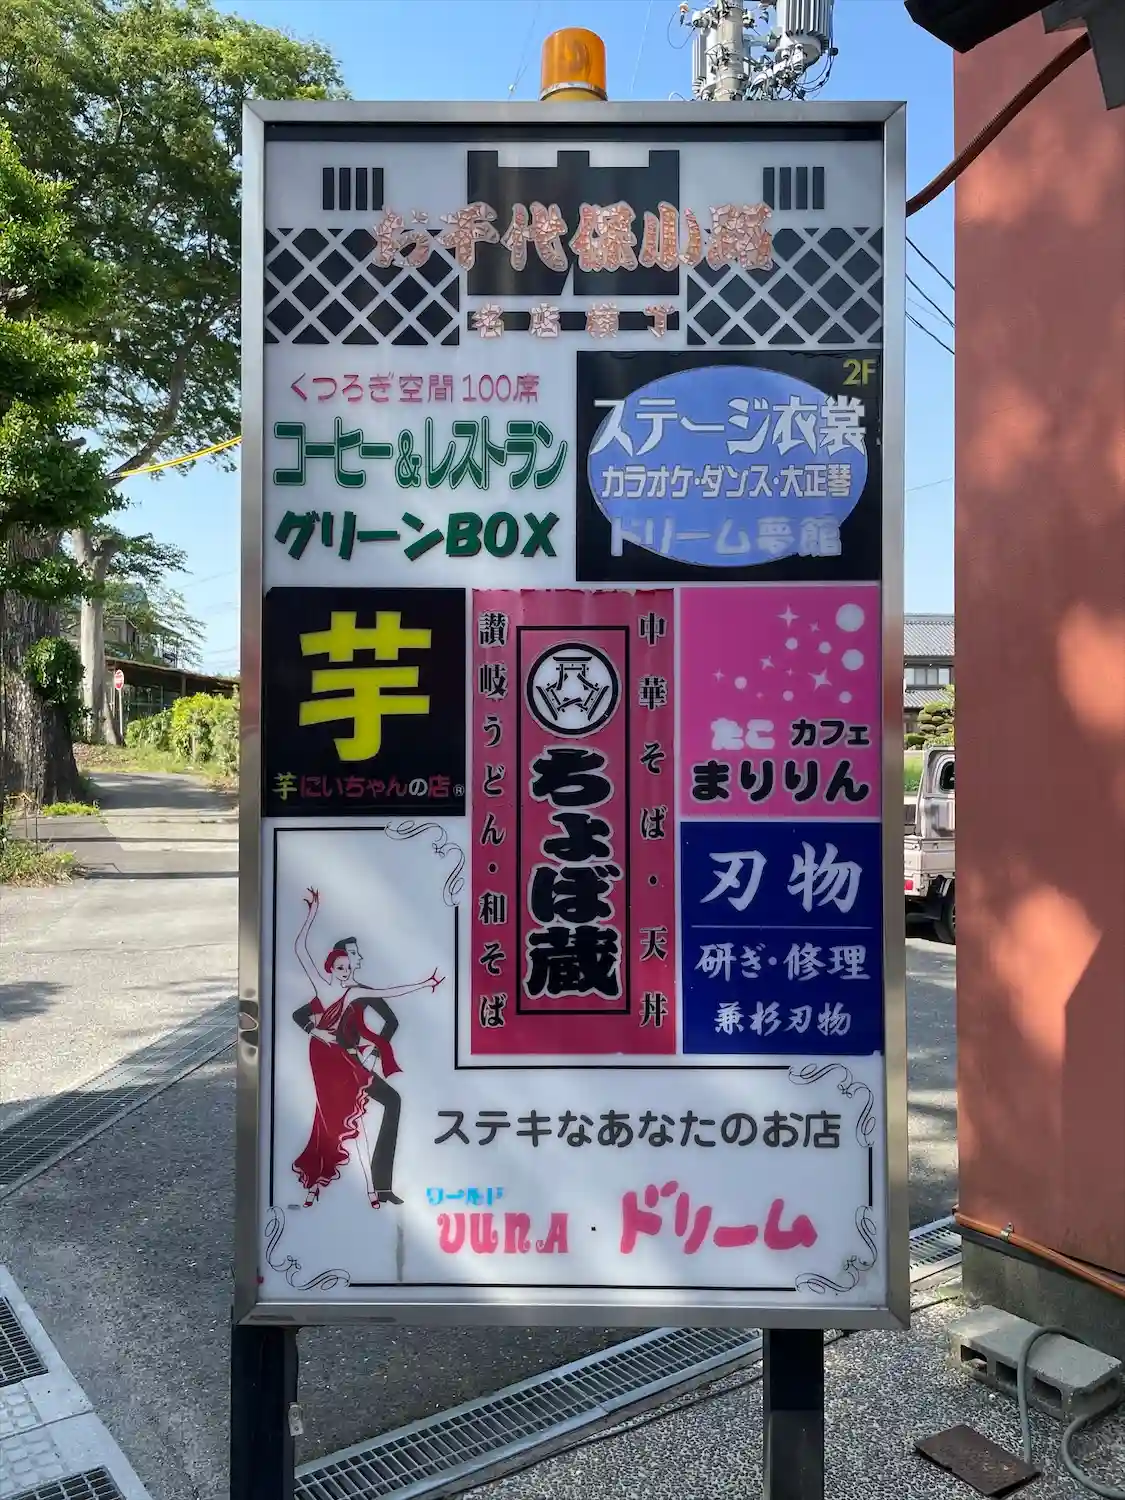 お千代保小路
名店横丁
くつろぎ空間100席
コーヒー&レストラン
グリーンBOX
2F
ステージ衣裳
カラオケ・ダンス・大正琴
ドリーム夢館
芋
芋にいちゃんの店®
讃岐うどん・和そば
ちょぼ蔵
中華そば・天丼
たこ カフェ
まりりん
刃物
研ぎ・修理
兼杉刃物
ステキなあなたのお店
ワールド
UUNA・ドリーム